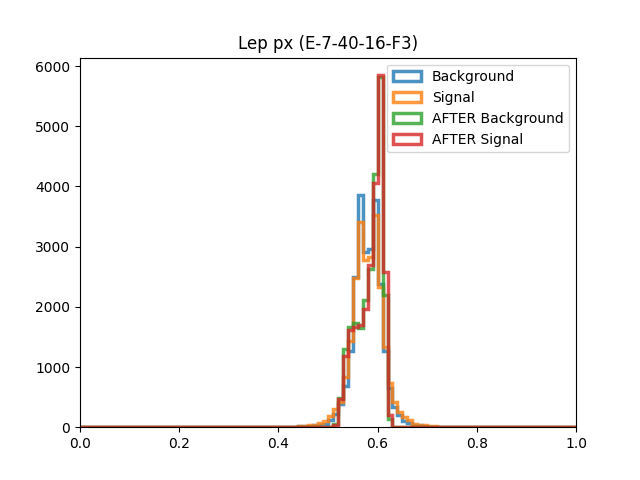 Lep px (E-7-40-16-F3)
6000
5000
4000
3000
2000
1000
0
0.0
0.2
0.4
0.6
0.8
1.0
Background
Signal
AFTER Background
AFTER Signal